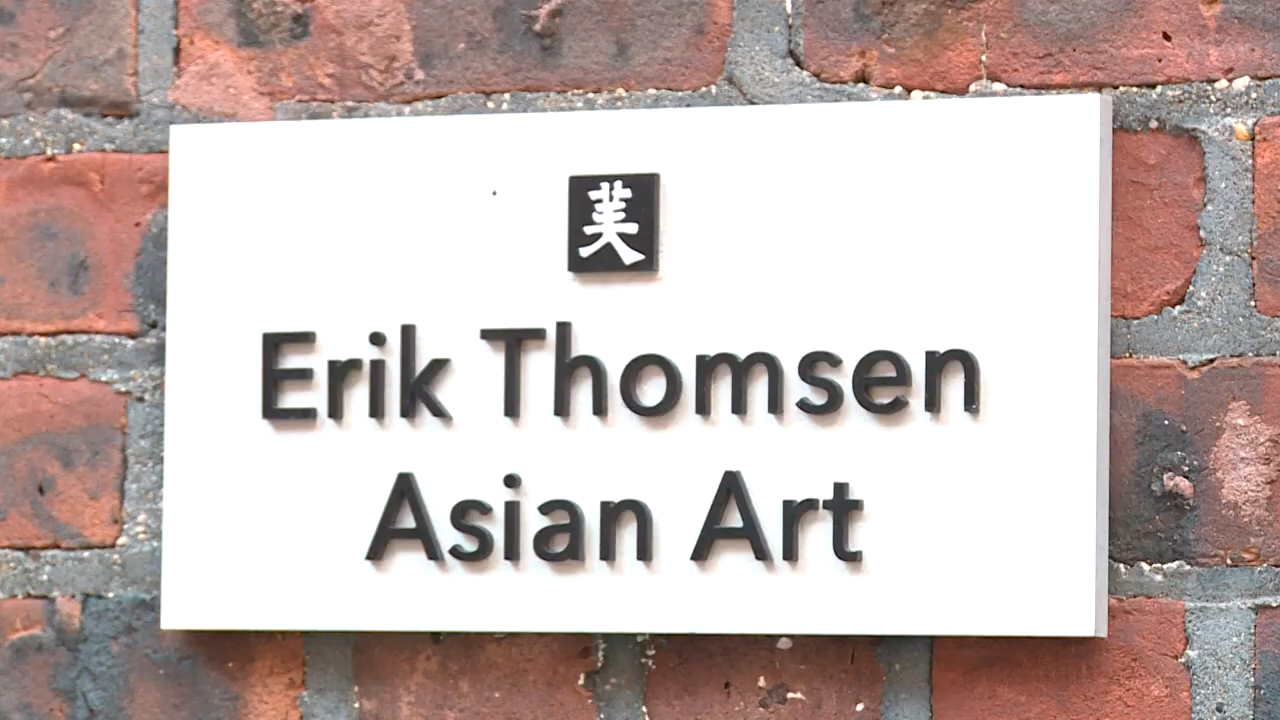 美
Erik Thomsen
Asian Art